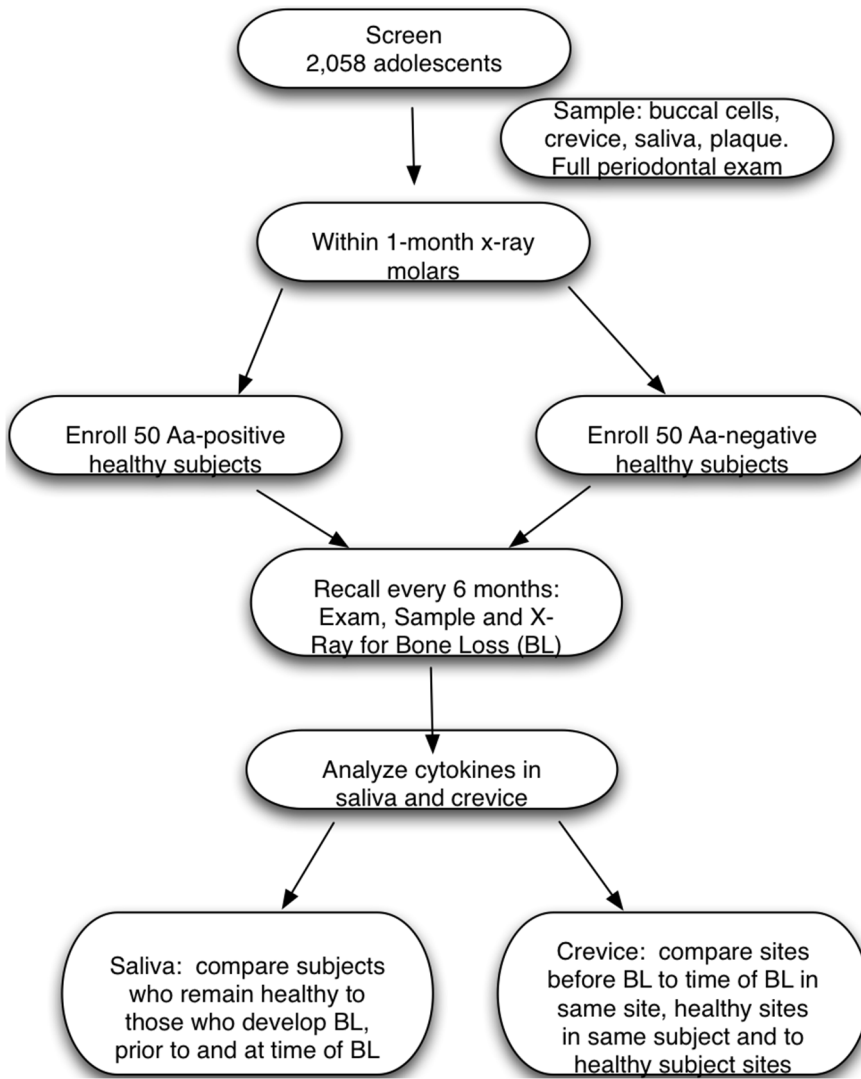 Screen
2,058 adolescents
Sample: buccal cells,
crevice, saliva, plaque.
Full periodontal exam
Within 1-month x-ray
molars
Enroll 50 Aa-positive
healthy subjects
Enroll 50 Aa-negative
healthy subjects
Recall every 6 months:
Exam, Sample and X-
Ray for Bone Loss (BL)
Analyze cytokines in
saliva and crevice
Saliva:  compare subjects
who remain healthy to
those who develop BL,
prior to and at time of BL
Crevice:  compare sites
before BL to time of BL in
same site, healthy sites
in same subject and to
healthy subject sites